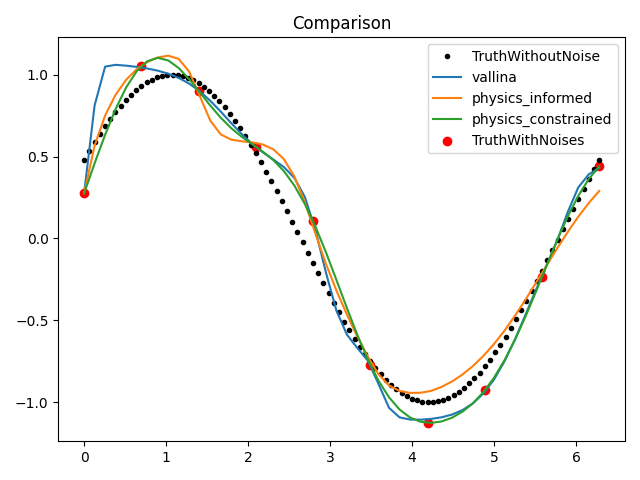 Comparison
TruthWithoutNoise
vallina
physics_informed
physics_constrained
TruthWithNoises
1.0
0.5
0.0
−0.5
−1.0
0 1 2 3 4 5 6